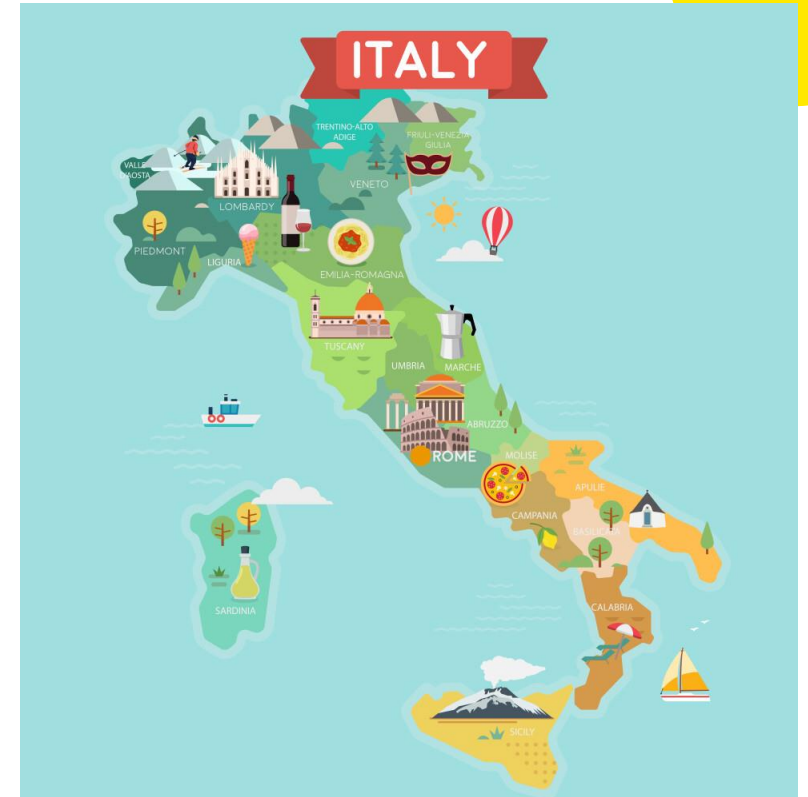 ITALY
TRENTINO-ALTO
ADIGE
FRIULI-VENEZIA
GIULIA
VALLE
D'AOSTA
VENETO
LOMBARDY
PIEDMONT
LIGURIA
EMILIA-ROMAGNA
TUSCANY
UMBRIA
MARCHE
ABRUZZO
ROME
MOLISE
APULIE
CAMPANIA
BASILICATA
CALABRIA
SARDINIA
SICILY